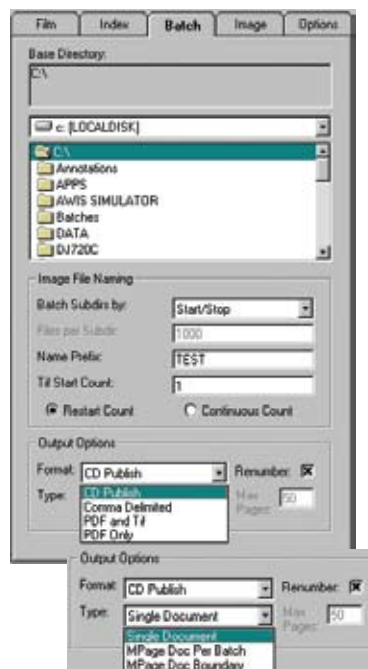 Film Index Batch Image Options
Base Directory:
C:\
c: [LOCALDISK]
C:\
Annotations
APPS
AWIS SIMULATOR
Batches
DATA
DJ720C
Image File Naming
Batch Subdirs by: Start/Stop
Files per Subdir: 1000
Name Prefix: TEST
Tif Start Count: 1
Restart Count Continuous Count
Output Options
Format: CD Publish Renumber:
Type: CD Publish Max Pages: 50
Comma Delimited
PDF and Tif
PDF Only
Output Options
Format: CD Publish Renumber:
Type: Single Document Max Pages: 50
Single Document
MPage Doc Per Batch
MPage Doc Boundary